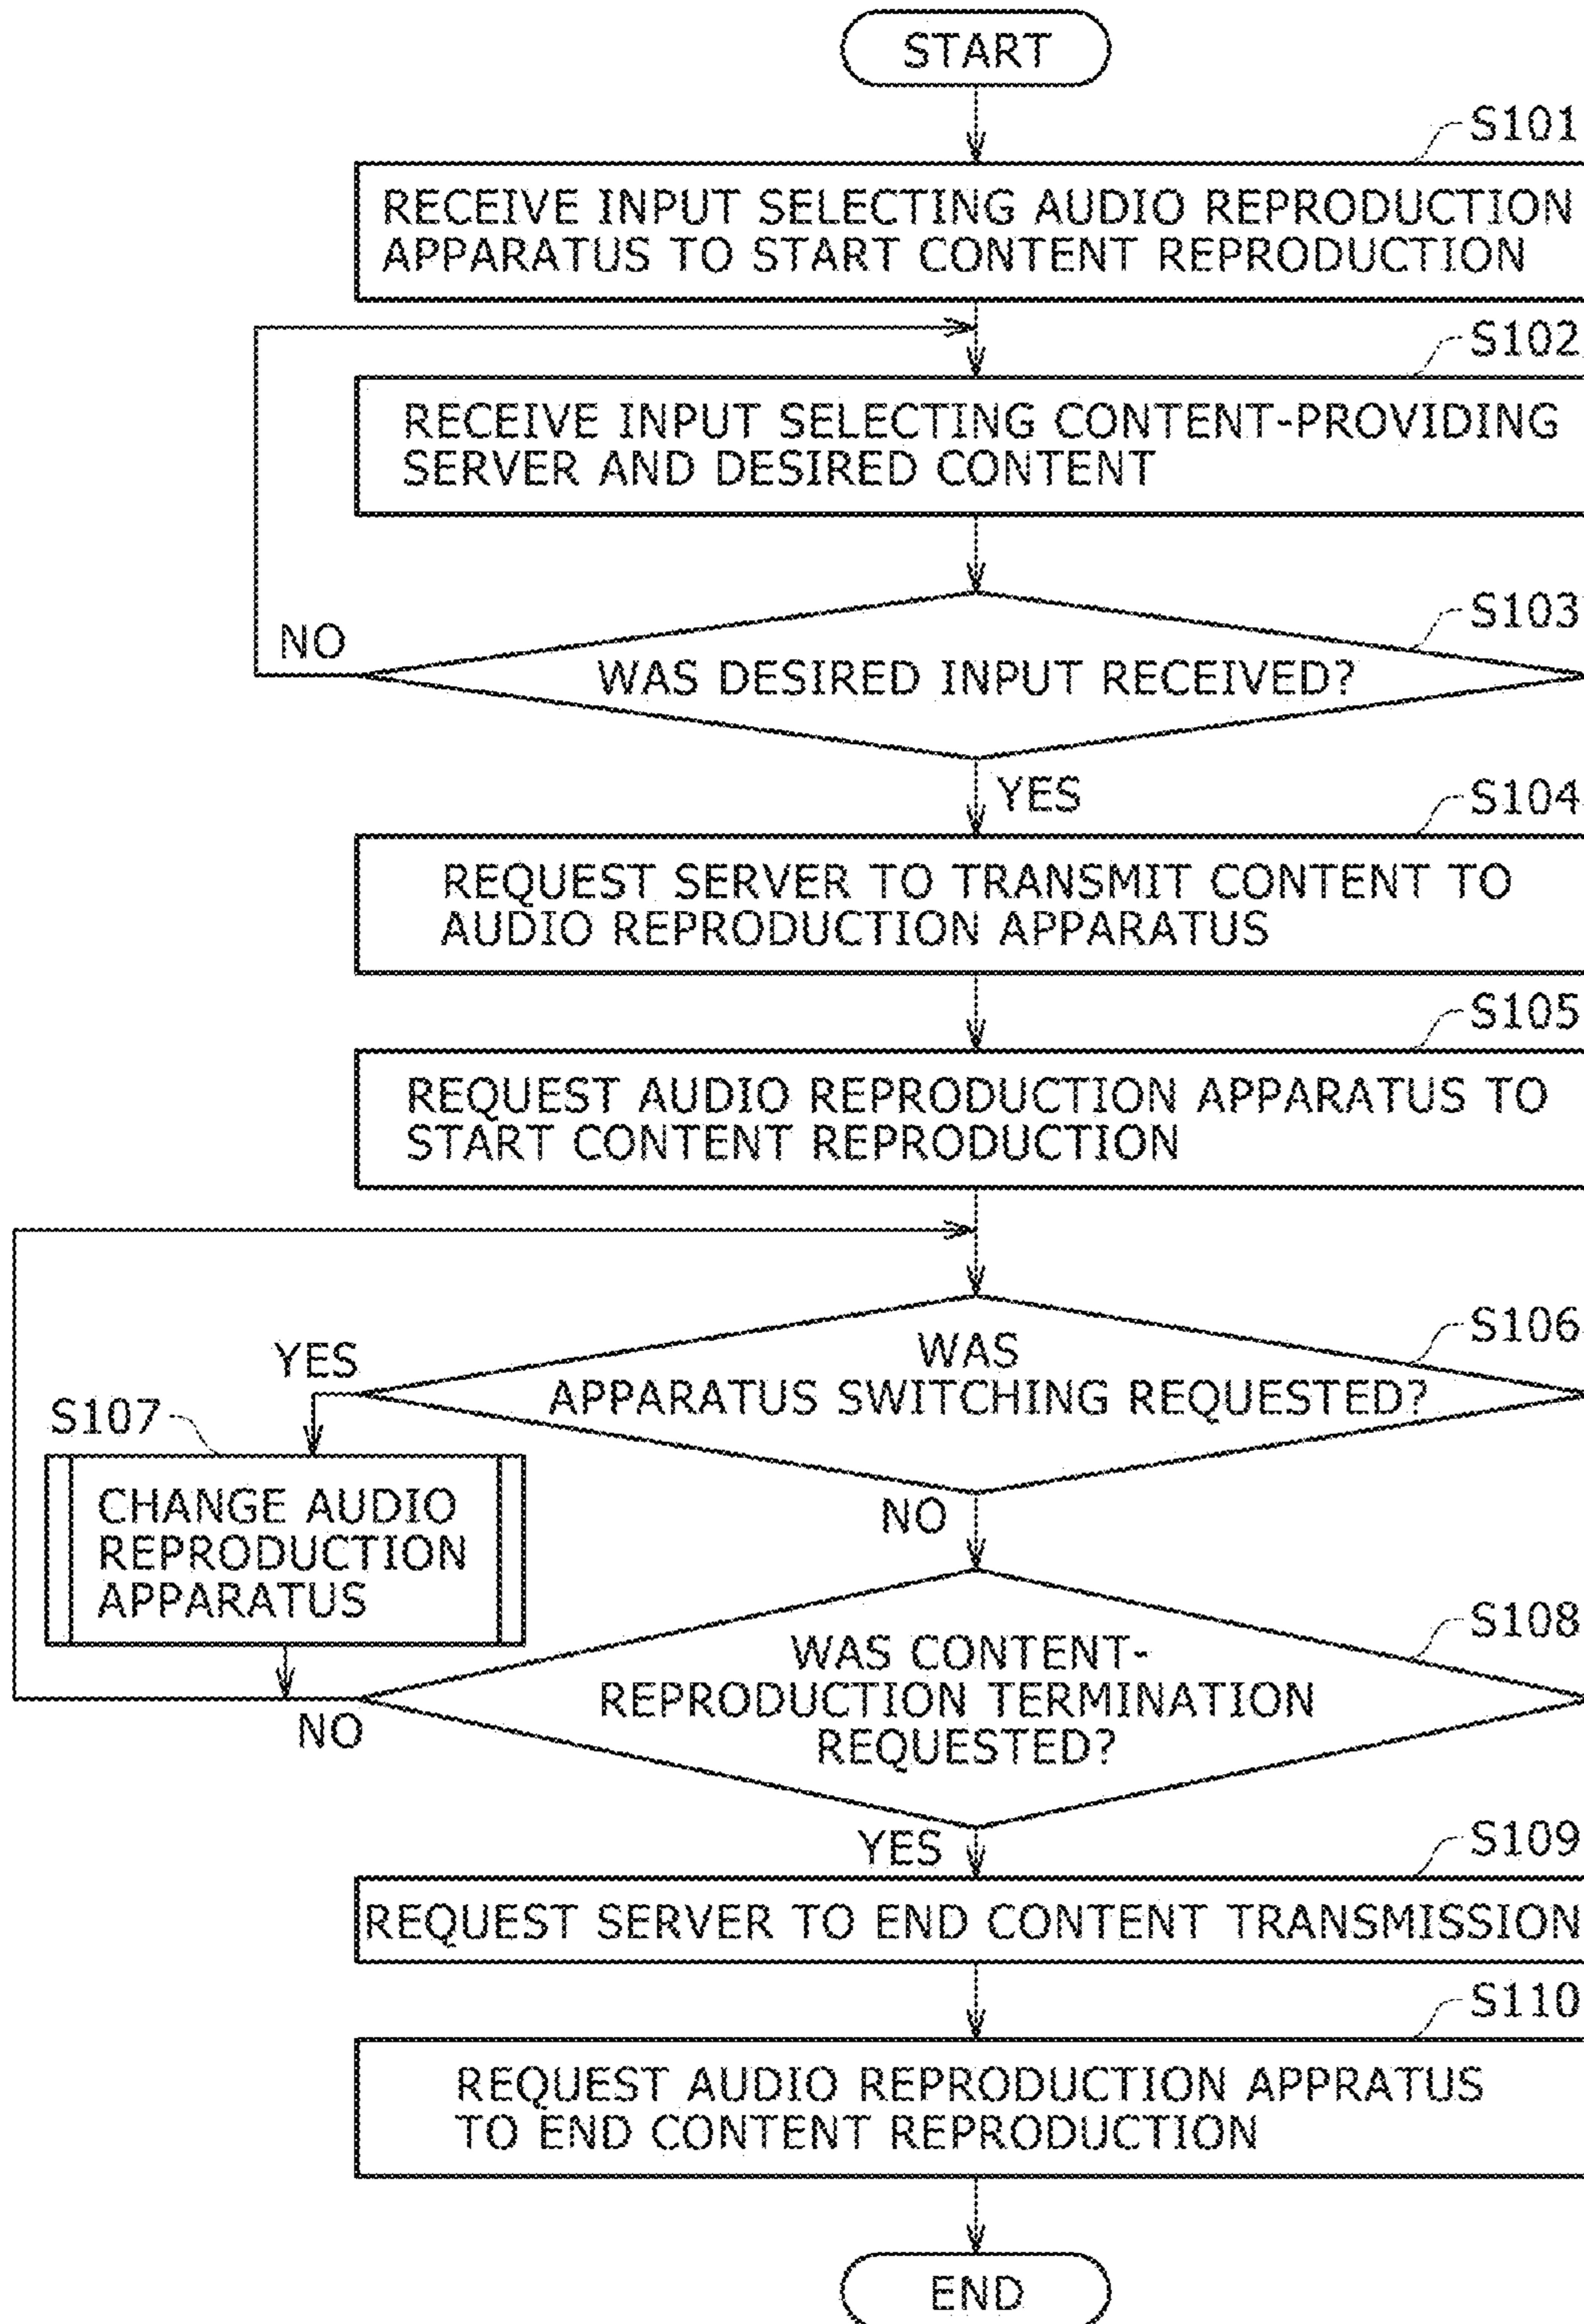 START
S101
RECEIVE INPUT SELECTING AUDIO REPRODUCTION
APPARATUS TO START CONTENT REPRODUCTION
S102
RECEIVE INPUT SELECTING CONTENT-PROVIDING
SERVER AND DESIRED CONTENT
S103
NO
WAS DESIRED INPUT RECEIVED?
YES
S104
REQUEST SERVER TO TRANSMIT CONTENT TO
AUDIO REPRODUCTION APPARATUS
S105
REQUEST AUDIO REPRODUCTION APPARATUS TO
START CONTENT REPRODUCTION
S106
YES
WAS
APPARATUS SWITCHING REQUESTED?
S107
CHANGE AUDIO
REPRODUCTION
APPARATUS
NO
S108
WAS CONTENT-
REPRODUCTION TERMINATION
REQUESTED?
NO
YES
S109
REQUEST SERVER TO END CONTENT TRANSMISSION
S110
REQUEST AUDIO REPRODUCTION APPRATUS
TO END CONTENT REPRODUCTION
END